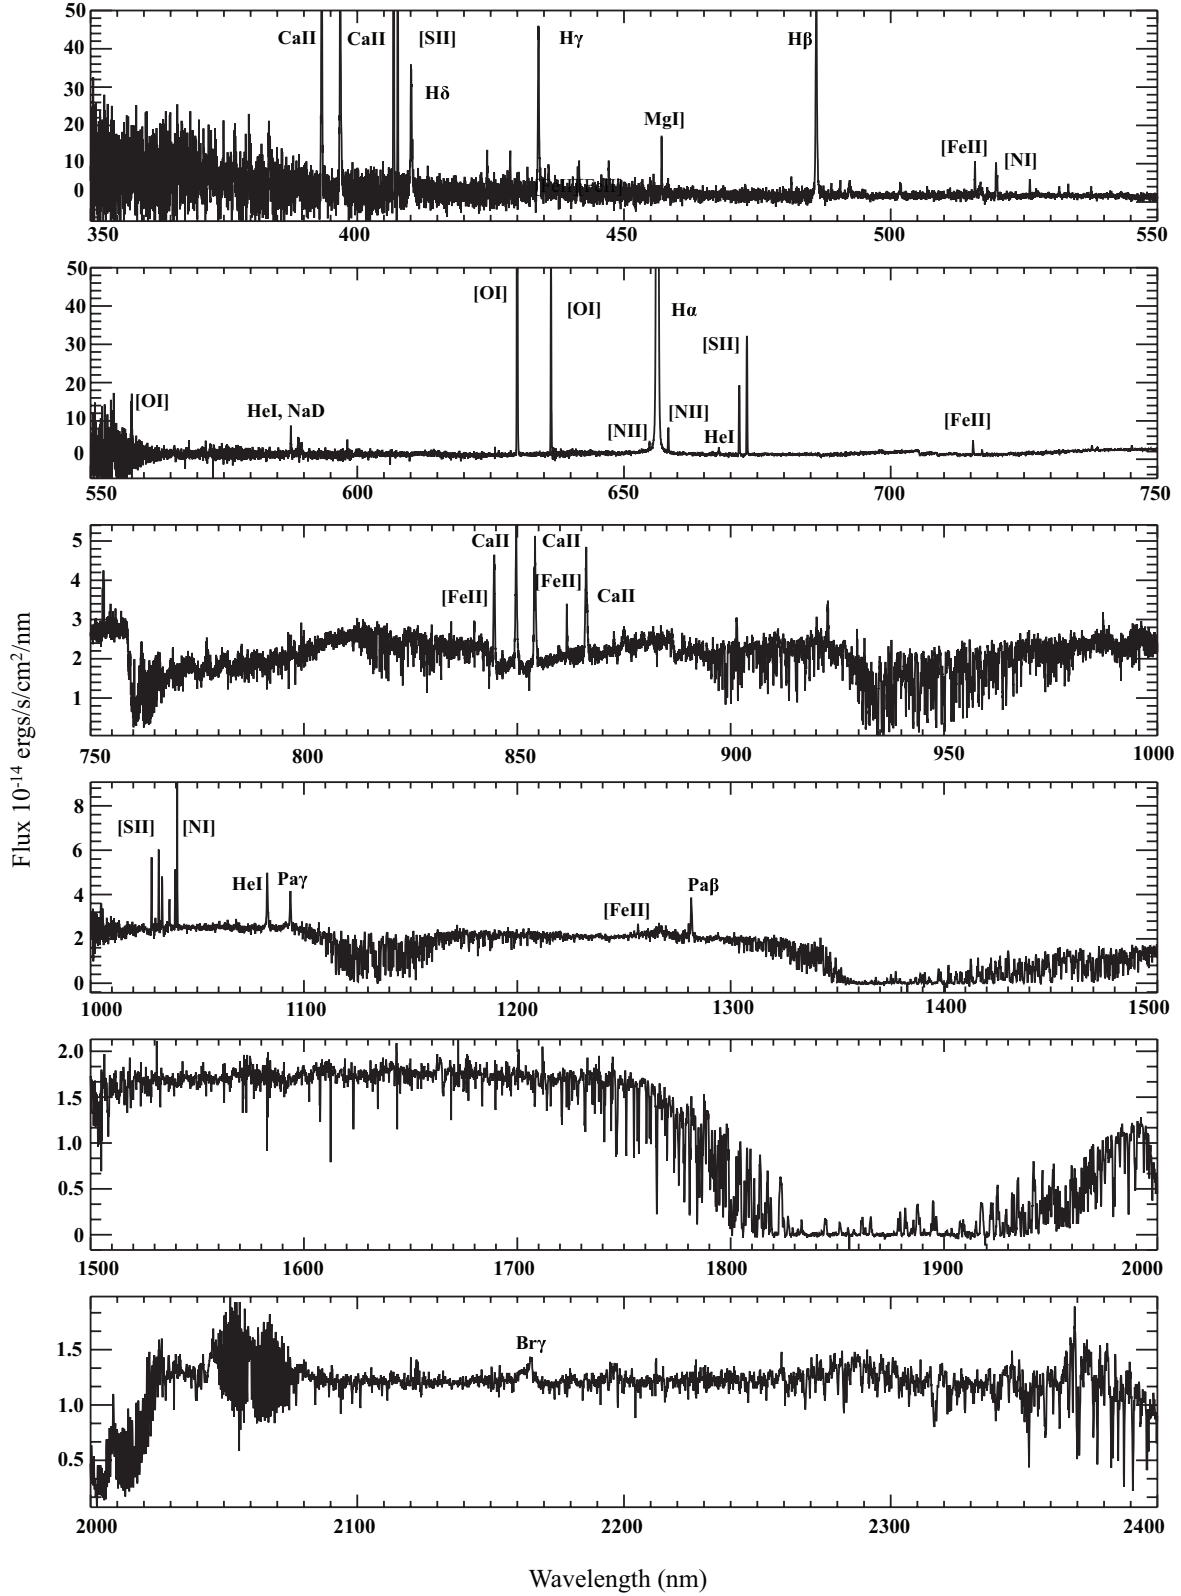 50
40
30
20
10
0
CaII
CaII
[SII]
Hδ
Hγ
MgI]
Hβ
[FeII]
[NI]
350
400
450
500
550
50
40
30
20
10
0
[OI]
HeI, NaD
[OI]
[OI]
Hα
[SII]
[NII]
[NII]
HeI
[FeII]
550
600
650
700
750
5
4
3
2
1
CaII
CaII
[FeII]
[FeII]
CaII
750
800
850
900
950
1000
8
6
4
2
0
[SII]
[NI]
HeI
Paγ
[FeII]
Paβ
1000
1100
1200
1300
1400
1500
2.0
1.5
1.0
0.5
0
1500
1600
1700
1800
1900
2000
1.5
1.0
0.5
Brγ
2000
2100
2200
2300
2400
Flux 10⁻¹⁴ ergs/s/cm²/nm
Wavelength (nm)